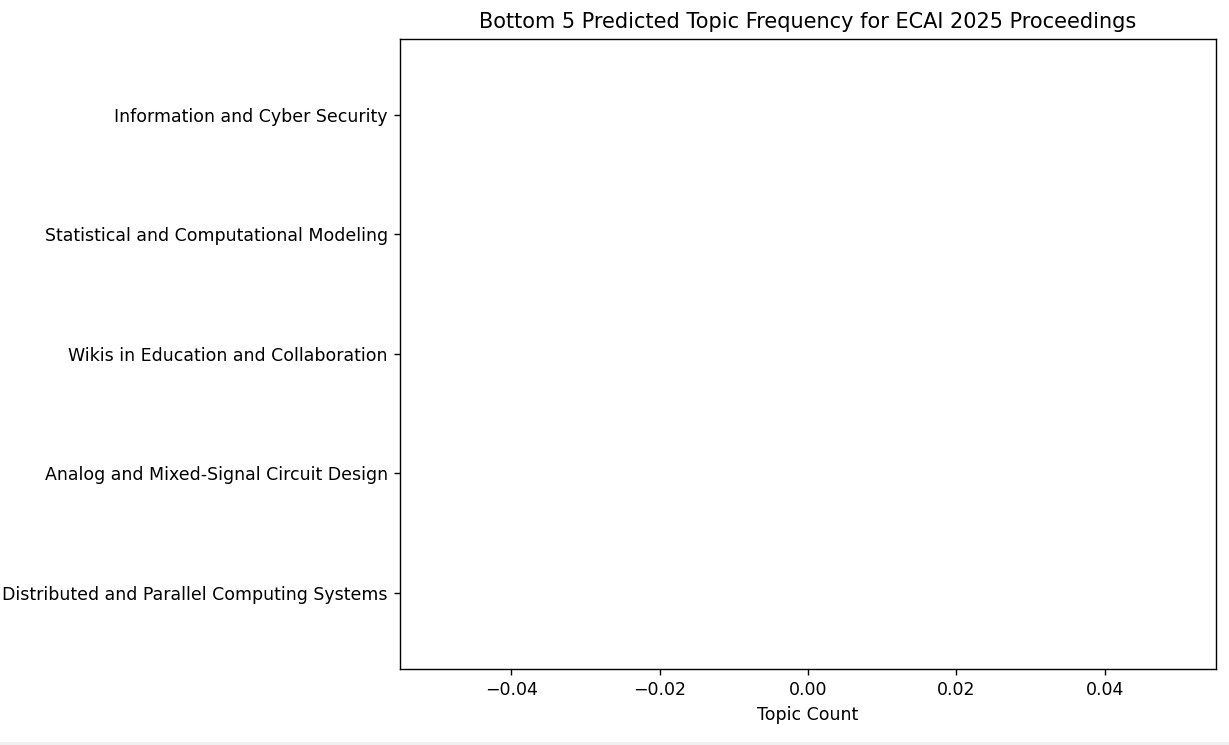 Bottom 5 Predicted Topic Frequency for ECAI 2025 Proceedings
Information and Cyber Security
Statistical and Computational Modeling
Wikis in Education and Collaboration
Analog and Mixed-Signal Circuit Design
Distributed and Parallel Computing Systems
−0.04 −0.02 0.00 0.02 0.04
Topic Count